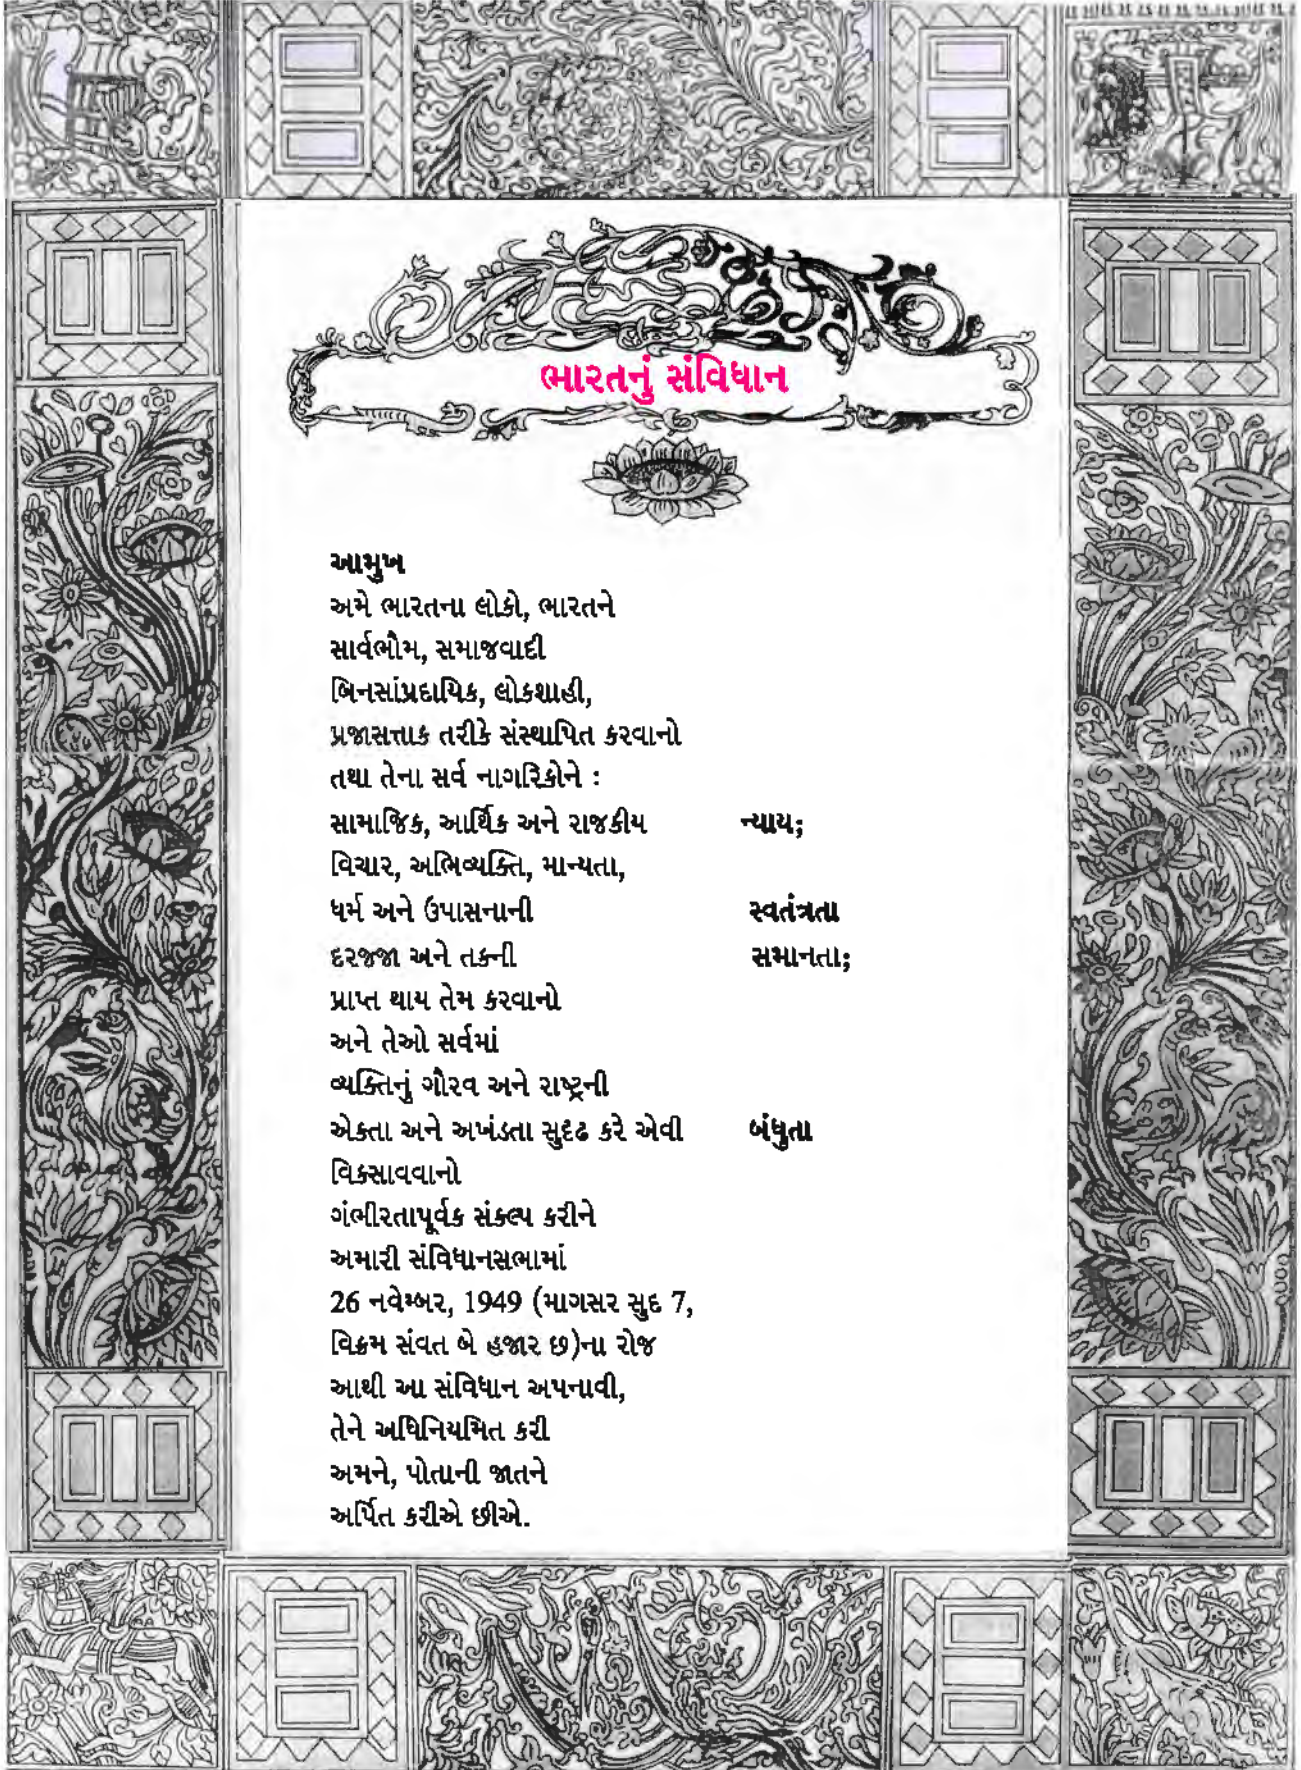 ભારતનું સંવિધાન
આમુખ
અમે ભારતના લોકો, ભારતને
સાર્વભૌમ, સમાજવાદી
બિનસાંપ્રદાયિક, લોકશાહી,
પ્રજાસત્તાક તરીકે સંસ્થાપિત કરવાનો
તથા તેના સર્વ નાગરિકોને :
સામાજિક, આર્થિક અને રાજકીય ન્યાય;
વિચાર, અભિવ્યક્તિ, માન્યતા,
ધર્મ અને ઉપાસનાની સ્વતંત્રતા
દરજ્જા અને તકની સમાનતા;
પ્રાપ્ત થાય તેમ કરવાનો
અને તેઓ સર્વમાં
વ્યક્તિનું ગૌરવ અને રાષ્ટ્રની
એકતા અને અખંડતા સુદૃઢ કરે એવી બંધુતા
વિકસાવવાનો
ગંભીરતાપૂર્વક સંકલ્પ કરીને
અમારી સંવિધાનસભામાં
26 નવેમ્બર, 1949 (માગસર સુદ 7,
વિક્રમ સંવત બે હજાર છ)ના રોજ
આથી આ સંવિધાન અપનાવી,
તેને અધિનિયમિત કરી
અમને, પોતાની જાતને
અર્પિત કરીએ છીએ.